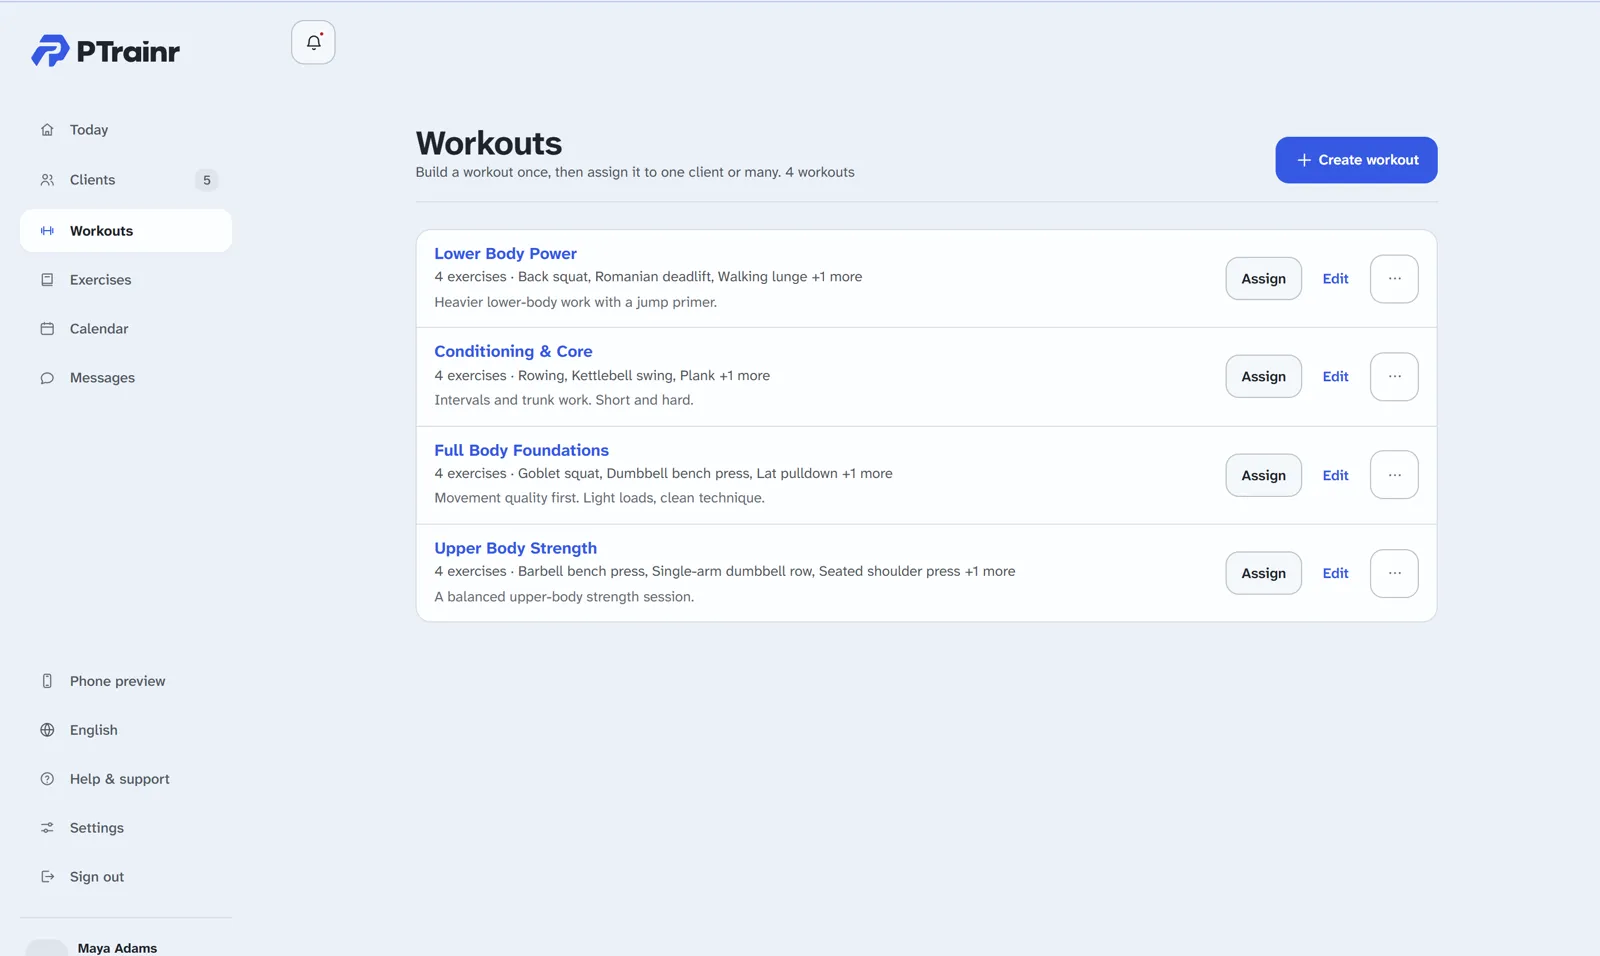 PTrainr
Today
Clients 5
Workouts
Exercises
Calendar
Messages
Phone preview
English
Help & support
Settings
Sign out
Maya Adams
Workouts
Build a workout once, then assign it to one client or many. 4 workouts
+ Create workout
Lower Body Power
4 exercises · Back squat, Romanian deadlift, Walking lunge +1 more
Heavier lower-body work with a jump primer.
Assign Edit ...
Conditioning & Core
4 exercises · Rowing, Kettlebell swing, Plank +1 more
Intervals and trunk work. Short and hard.
Assign Edit ...
Full Body Foundations
4 exercises · Goblet squat, Dumbbell bench press, Lat pulldown +1 more
Movement quality first. Light loads, clean technique.
Assign Edit ...
Upper Body Strength
4 exercises · Barbell bench press, Single-arm dumbbell row, Seated shoulder press +1 more
A balanced upper-body strength session.
Assign Edit ...